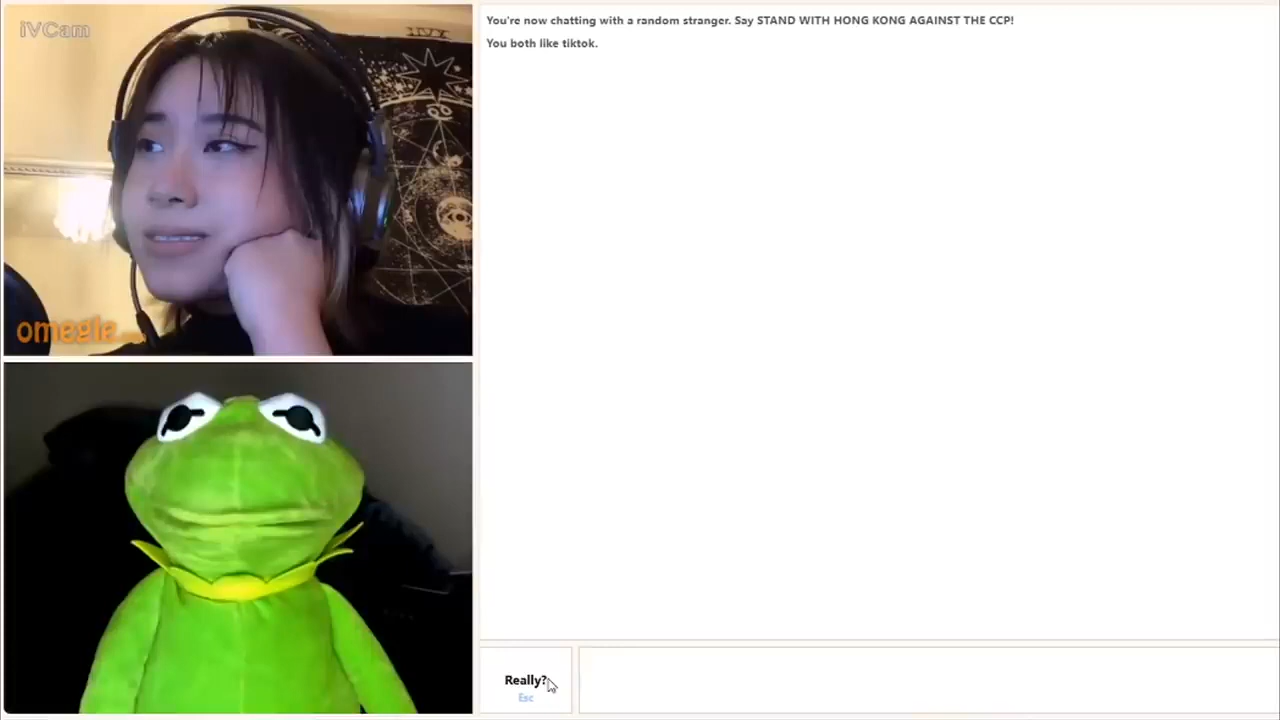 iVCam
You're now chatting with a random stranger. Say STAND WITH HONG KONG AGAINST THE CCP!
You both like tiktok.
omegle
Really?
Esc